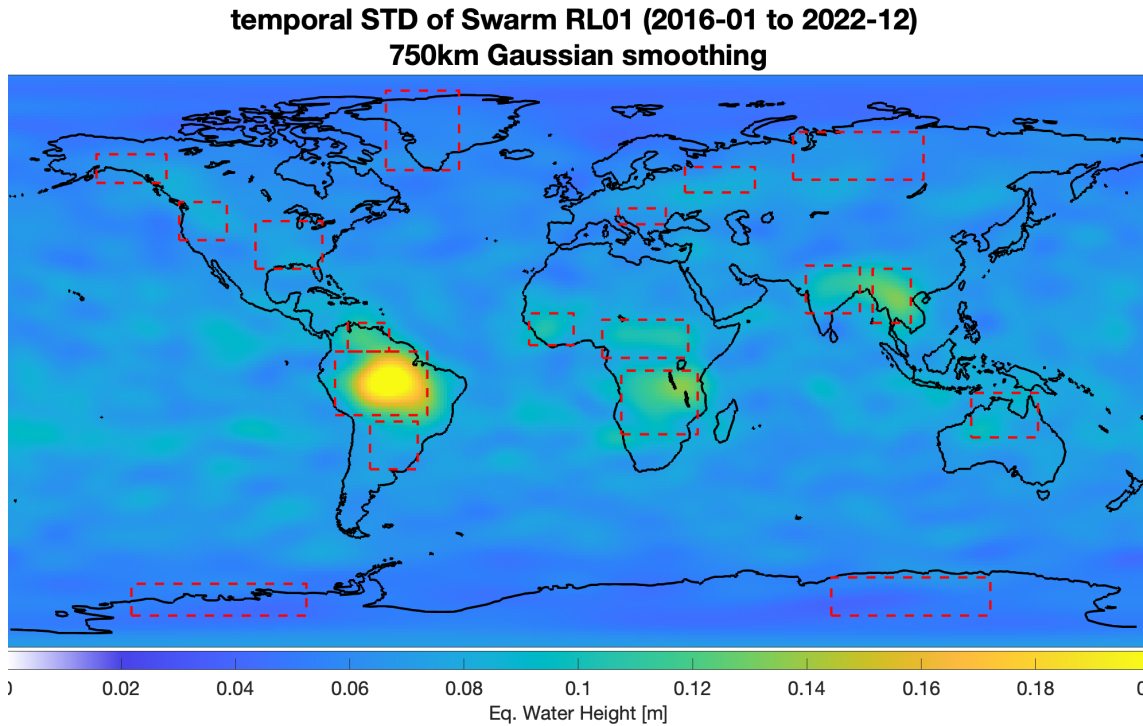 temporal STD of Swarm RL01 (2016-01 to 2022-12)
750km Gaussian smoothing
0 0.02 0.04 0.06 0.08 0.1 0.12 0.14 0.16 0.18
Eq. Water Height [m]